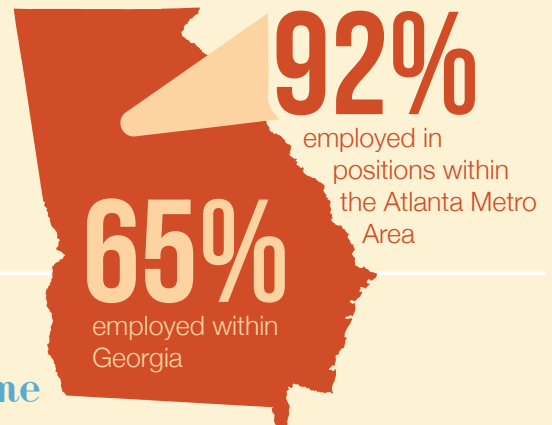 92%
employed in
positions within
the Atlanta Metro
Area
65%
employed within
Georgia